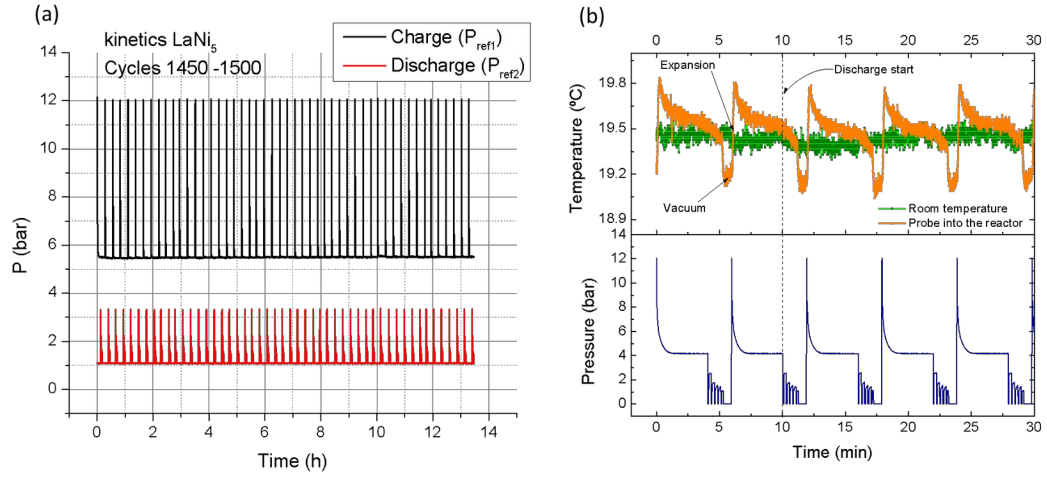 (a)
kinetics LaNi5
Cycles 1450 -1500
Charge (Pref1)
Discharge (Pref2)
14
12
10
8
6
4
2
0
P (bar)
0 2 4 6 8 10 12 14
Time (h)
(b)
0 5 10 15 20 25 30
Expansion
Discharge start
19.8
19.5
19.2
18.9
Temperature (ºC)
Vacuum
Room temperature
Probe into the reactor
14
12
10
8
6
4
2
0
Pressure (bar)
0 5 10 15 20 25 30
Time (min)